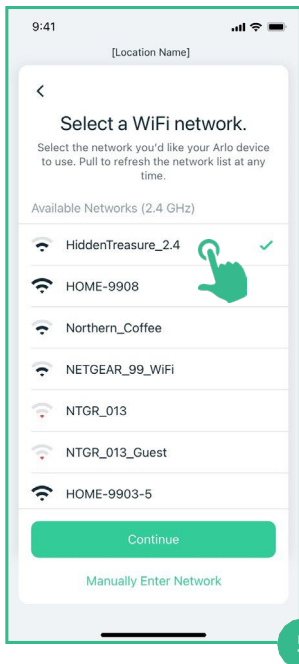 9:41
[Location Name]
Select a WiFi network.
Select the network you'd like your Arlo device
to use. Pull to refresh the network list at any
time.
Available Networks (2.4 GHz)
HiddenTreasure_2.4
HOME-9908
Northern_Coffee
NETGEAR_99_WiFi
NTGR_013
NTGR_013_Guest
HOME-9903-5
Continue
Manually Enter Network